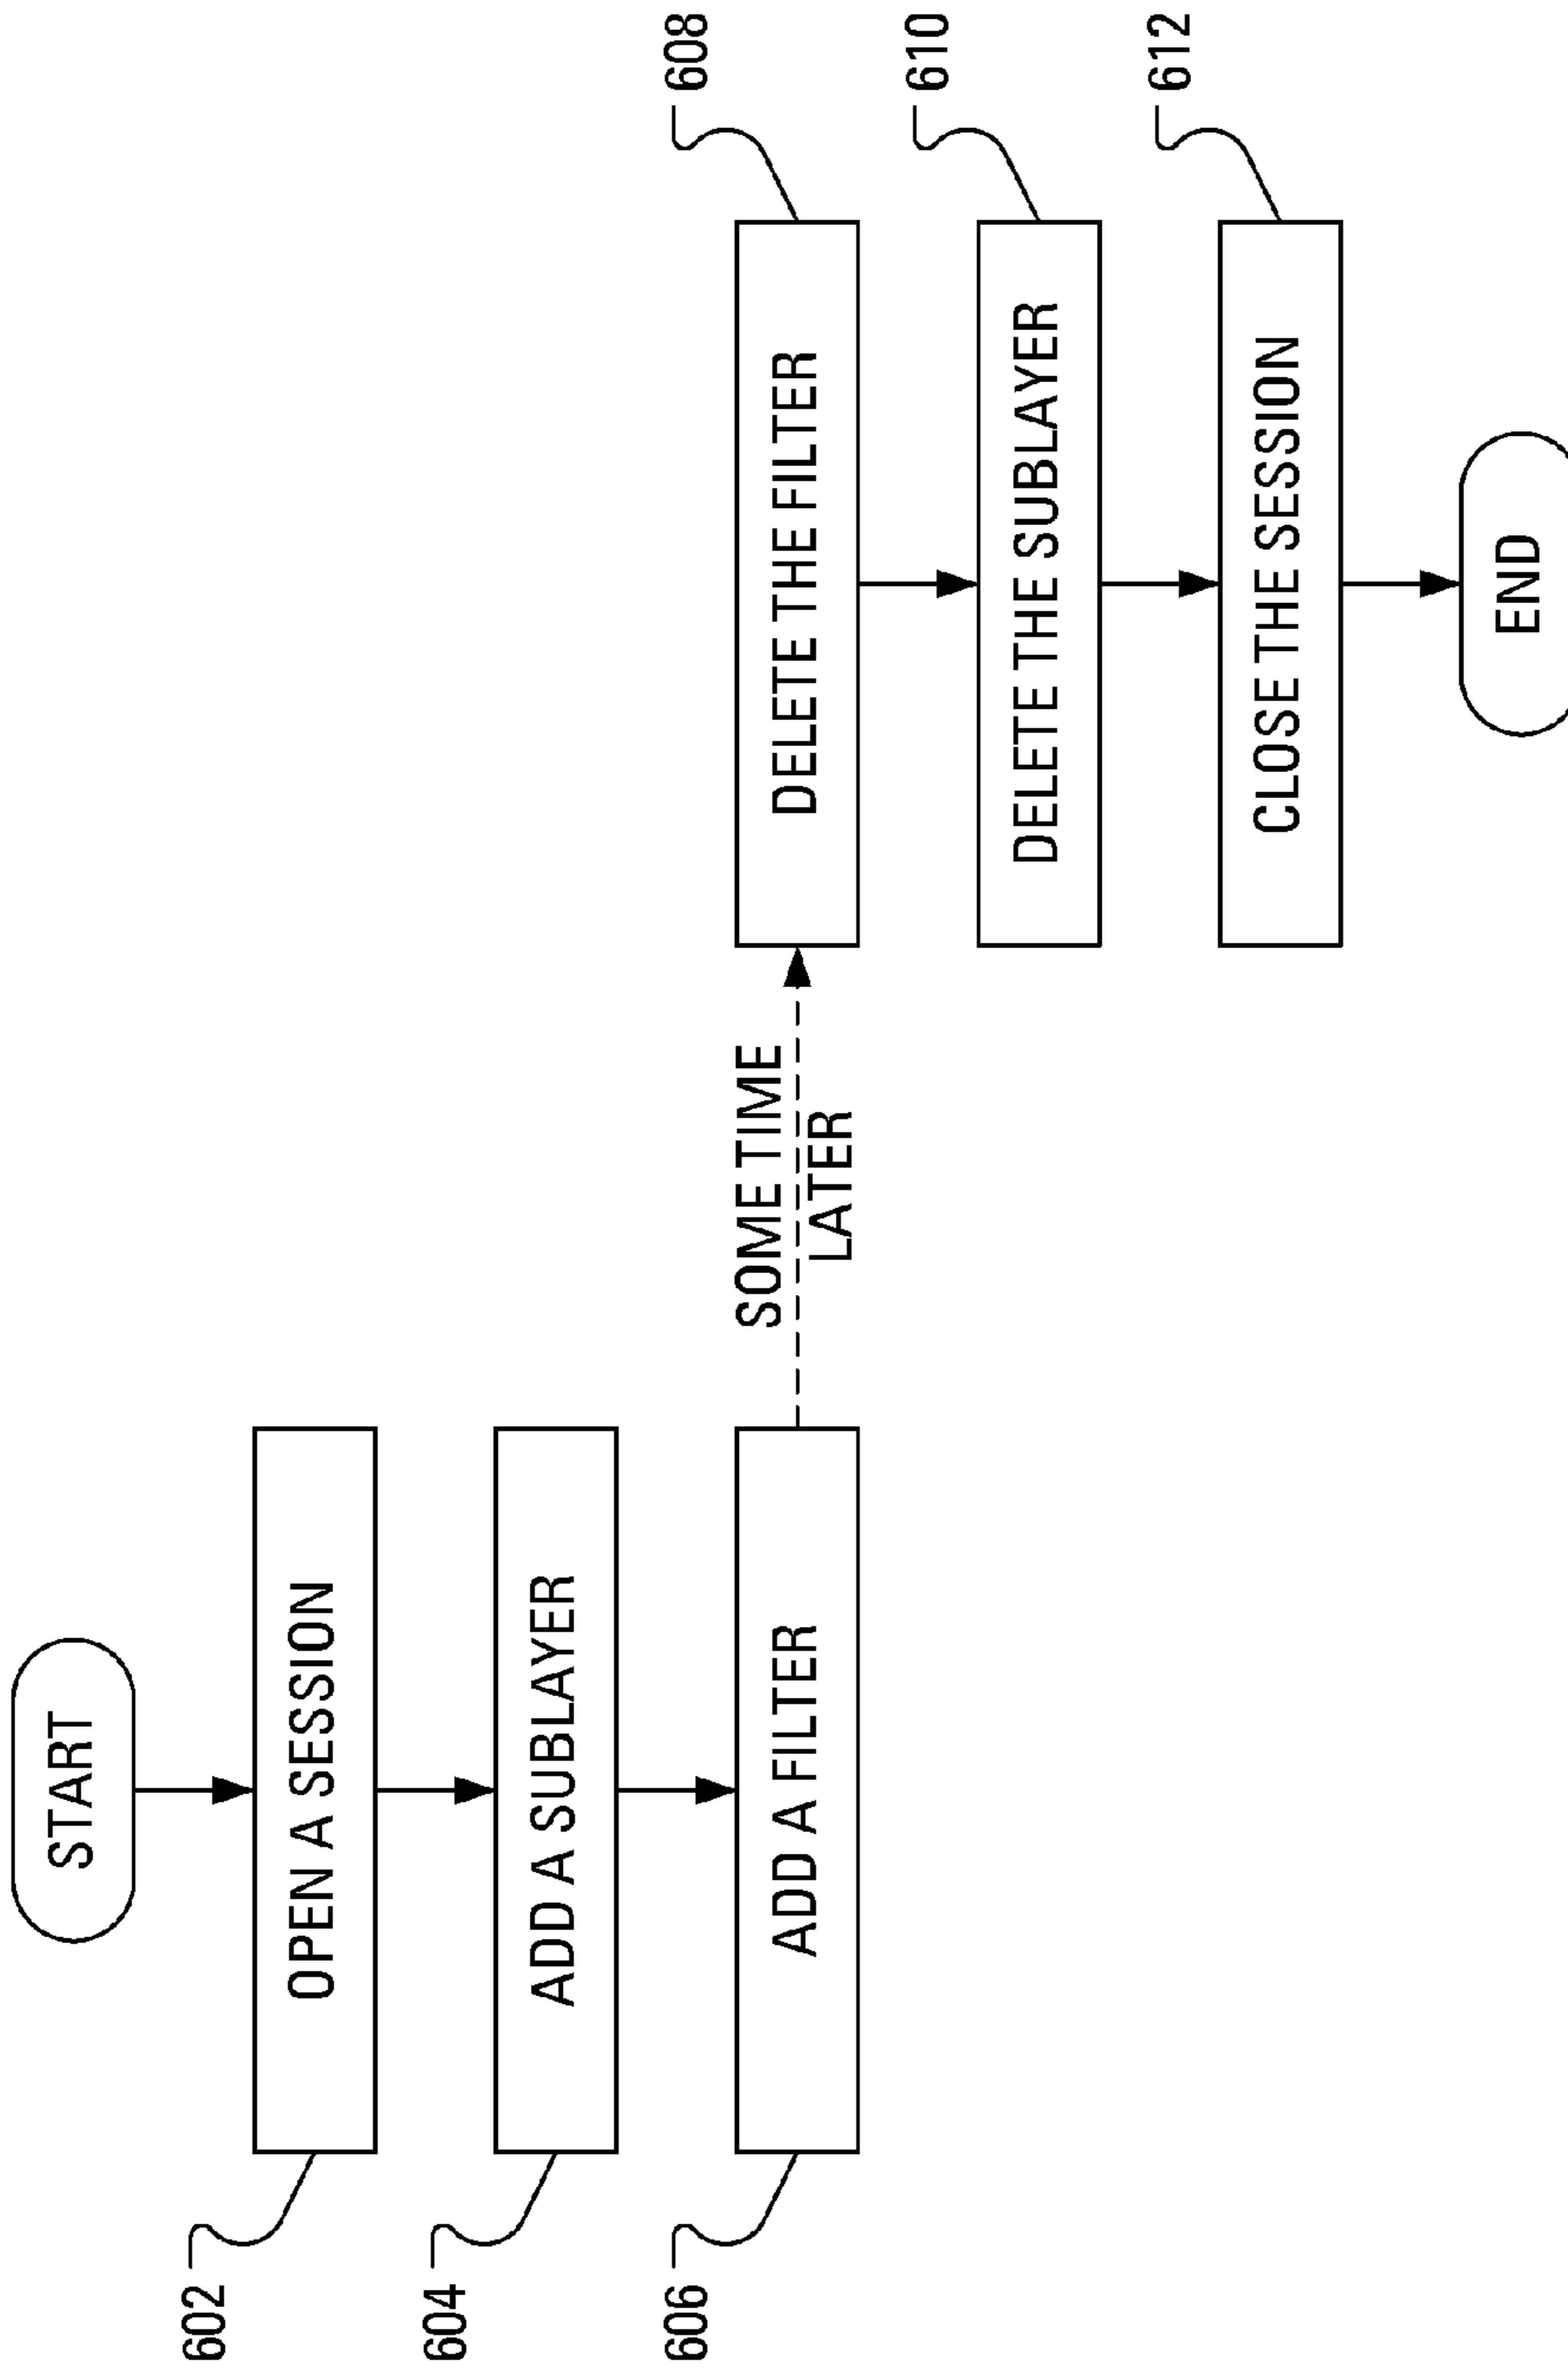 START
602
OPEN A SESSION
604
ADD A SUBLAYER
606
ADD A FILTER
SOME TIME
LATER
608
DELETE THE FILTER
610
DELETE THE SUBLAYER
612
CLOSE THE SESSION
END